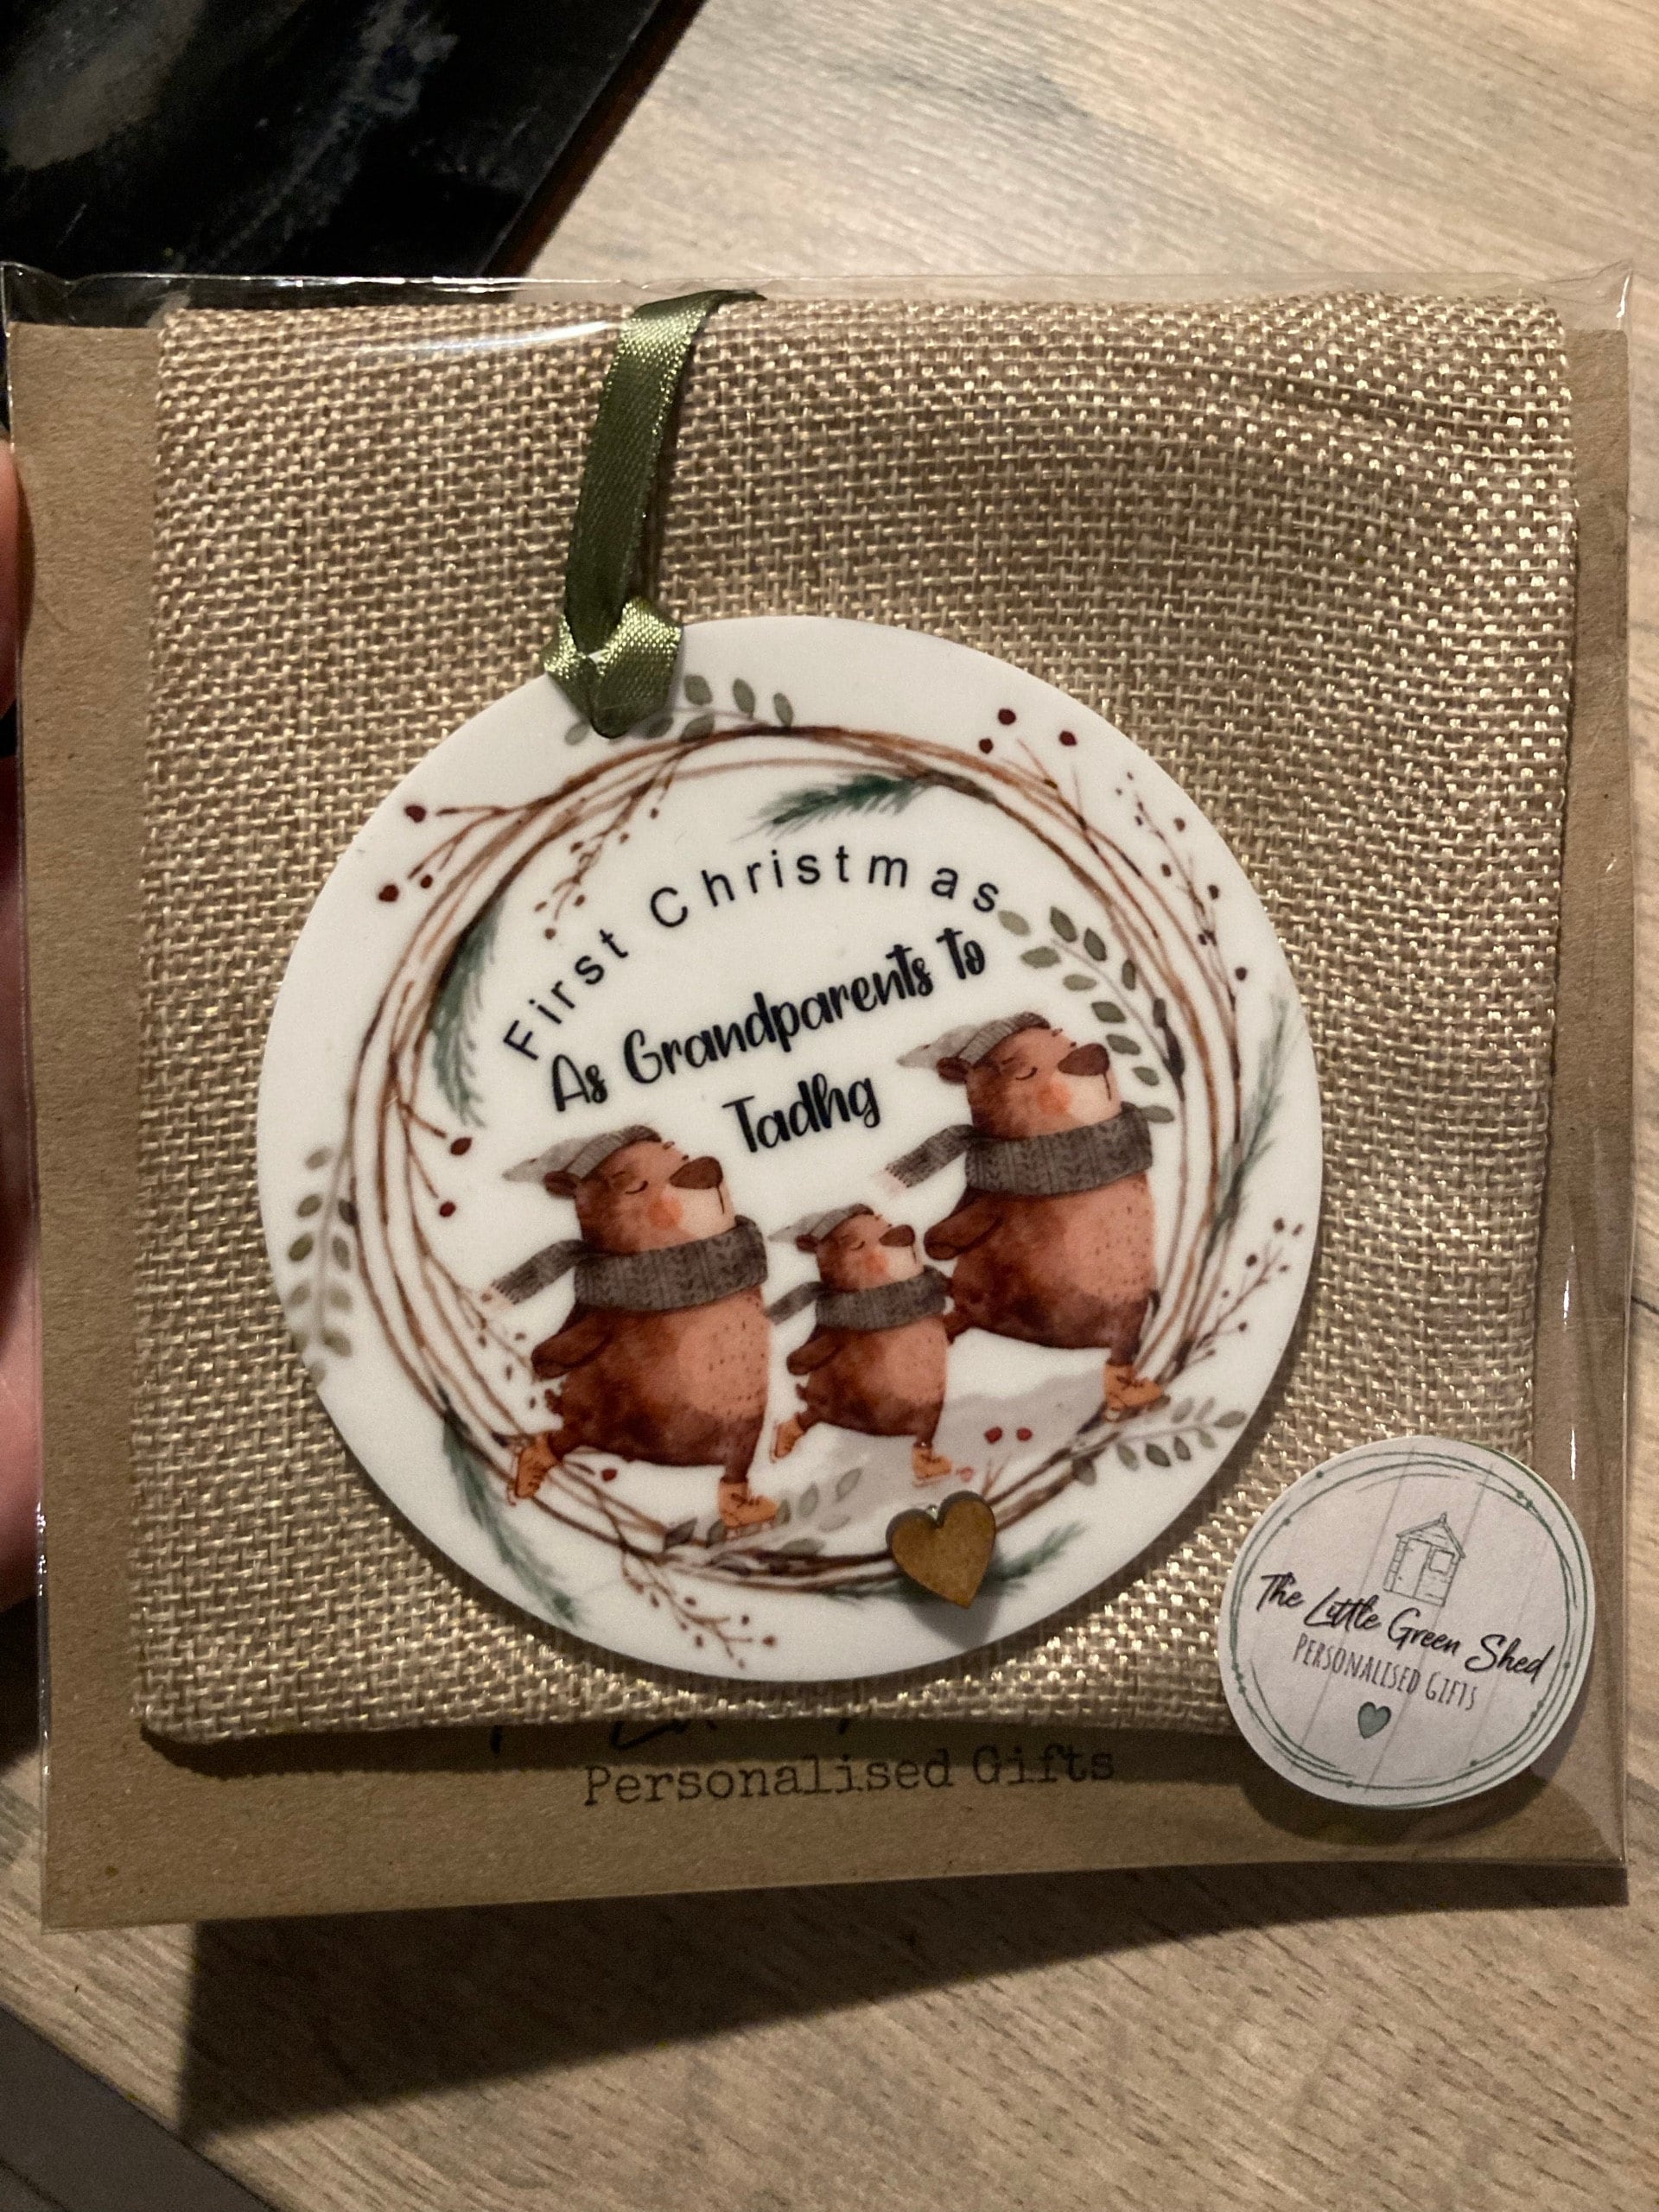 First Christmas
As Grandparents to
Tadhg
The Little Green Shed
Personalised Gifts
Personalised Gifts